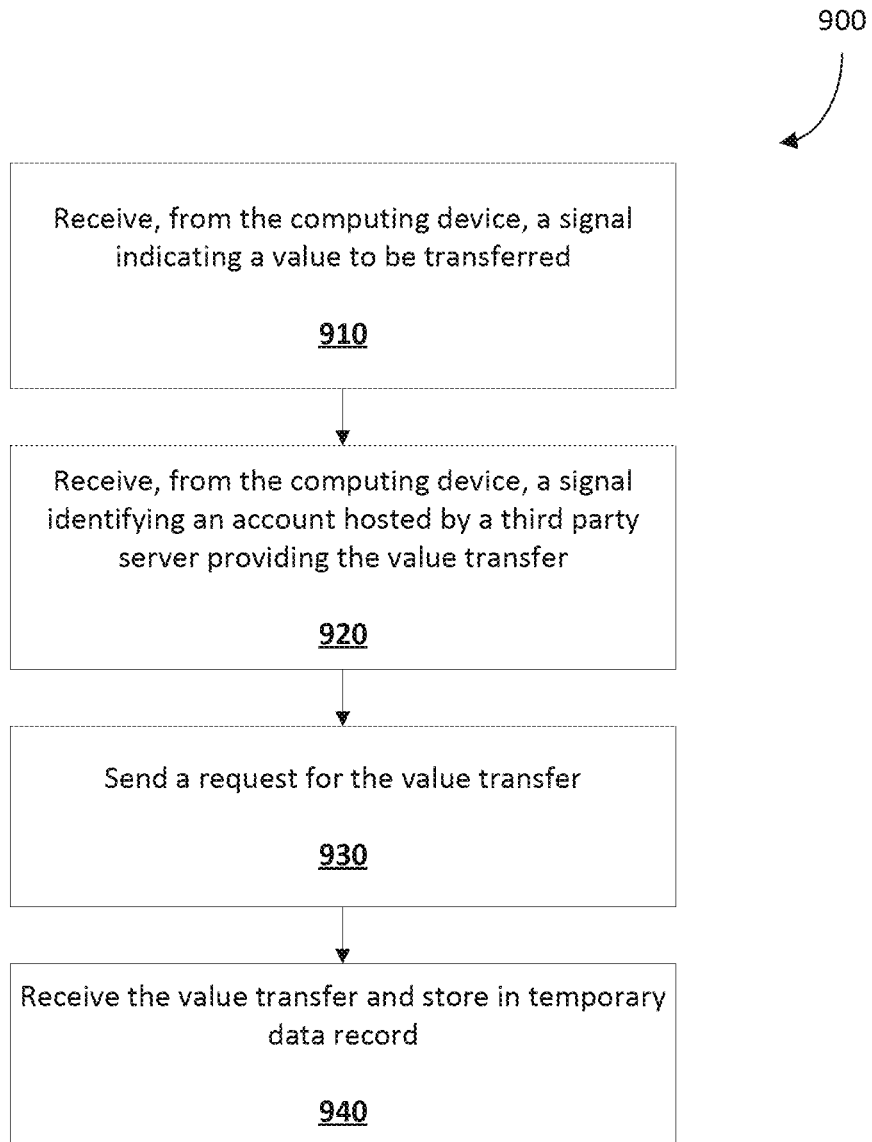 900
Receive, from the computing device, a signal
indicating a value to be transferred
910
Receive, from the computing device, a signal
identifying an account hosted by a third party
server providing the value transfer
920
Send a request for the value transfer
930
Receive the value transfer and store in temporary
data record
940